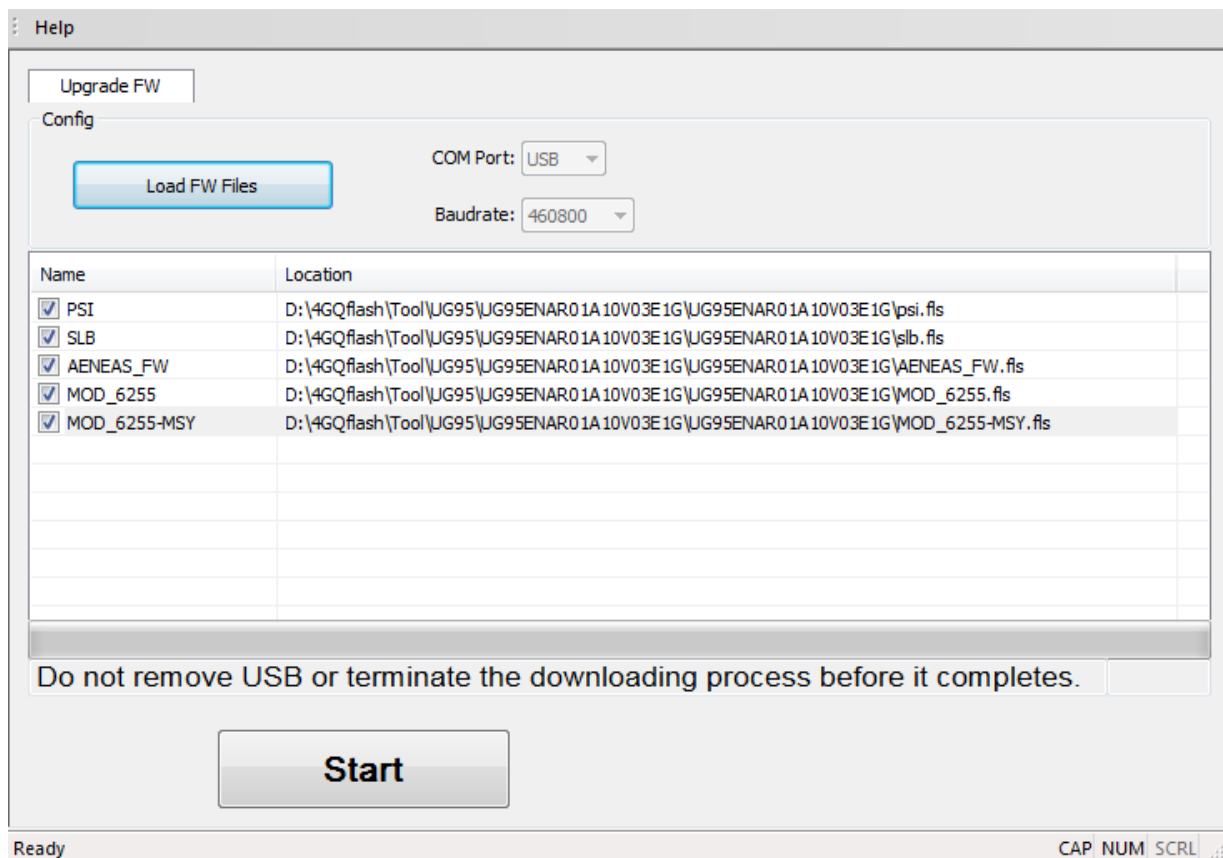 Help
Upgrade FW
Config
Load FW Files
COM Port: USB
Baudrate: 460800
Name Location
PSI D:\4GQflash\Tool\UG95\UG95ENAR01A10V03E1G\UG95ENAR01A10V03E1G\psi.fls
SLB D:\4GQflash\Tool\UG95\UG95ENAR01A10V03E1G\UG95ENAR01A10V03E1G\slb.fls
AENEAS_FW D:\4GQflash\Tool\UG95\UG95ENAR01A10V03E1G\UG95ENAR01A10V03E1G\AENEAS_FW.fls
MOD_6255 D:\4GQflash\Tool\UG95\UG95ENAR01A10V03E1G\UG95ENAR01A10V03E1G\MOD_6255.fls
MOD_6255-MSY D:\4GQflash\Tool\UG95\UG95ENAR01A10V03E1G\UG95ENAR01A10V03E1G\MOD_6255-MSY.fls
Do not remove USB or terminate the downloading process before it completes.
Start
Ready CAP NUM SCRL